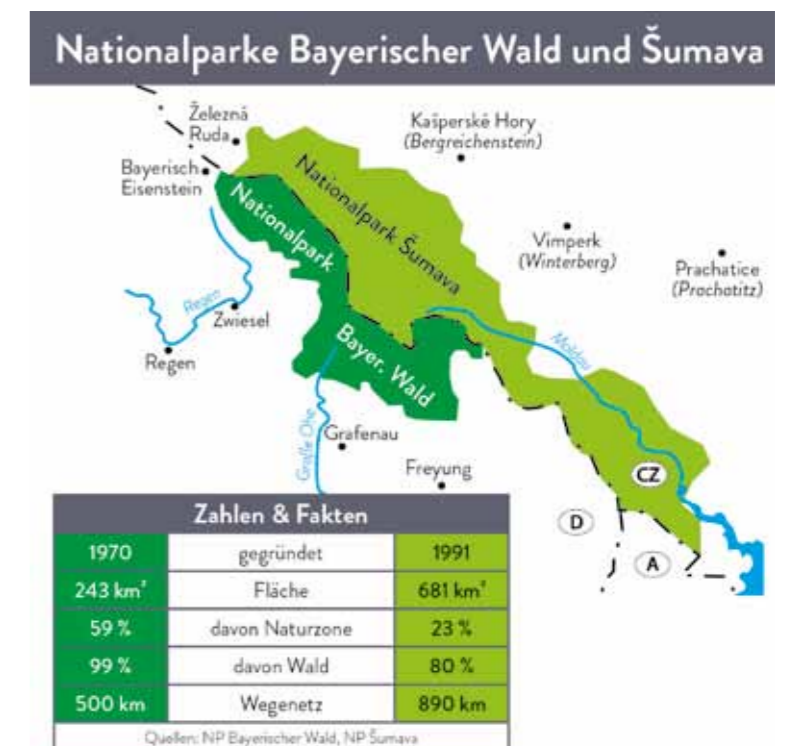 Nationalparke Bayerischer Wald und Šumava
Železná
Ruda
Kašperské Hory
(Bergreichenstein)
Bayerisch
Eisenstein
Nationalpark Šumava
Nationalpark
Vimperk
(Winterberg)
Prachatice
(Prachatitz)
Regen
Zwiesel
Moldau
Regen
Bayer. Wald
Große Ohe
Grafenau
Freyung
CZ
D
A
Zahlen & Fakten
1970 gegründet 1991
243 km² Fläche 681 km²
59 % davon Naturzone 23 %
99 % davon Wald 80 %
500 km Wegenetz 890 km
Quellen: NP Bayerischer Wald, NP Šumava